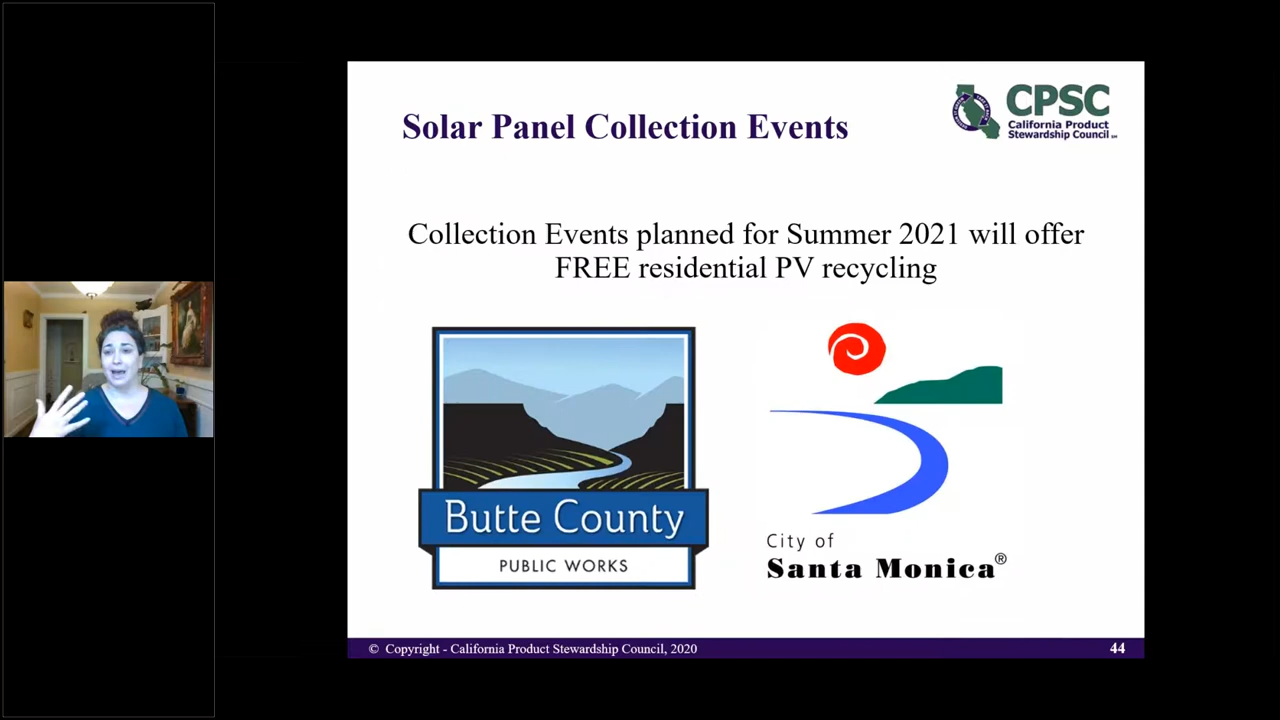 Solar Panel Collection Events
CPSC
California Product
Stewardship Council℠
Collection Events planned for Summer 2021 will offer
FREE residential PV recycling
Butte County
PUBLIC WORKS
City of
Santa Monica®
© Copyright - California Product Stewardship Council, 2020
44